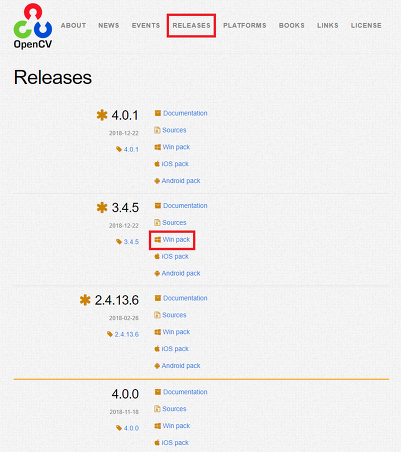 OpenCV
ABOUT NEWS EVENTS RELEASES PLATFORMS BOOKS LINKS LICENSE
Releases
4.0.1
2018-12-22
4.0.1
Documentation
Sources
Win pack
iOS pack
Android pack
3.4.5
2018-12-22
3.4.5
Documentation
Sources
Win pack
iOS pack
Android pack
2.4.13.6
2018-02-26
2.4.13.6
Documentation
Sources
Win pack
iOS pack
Android pack
4.0.0
2018-11-18
4.0.0
Documentation
Sources
Win pack
iOS pack